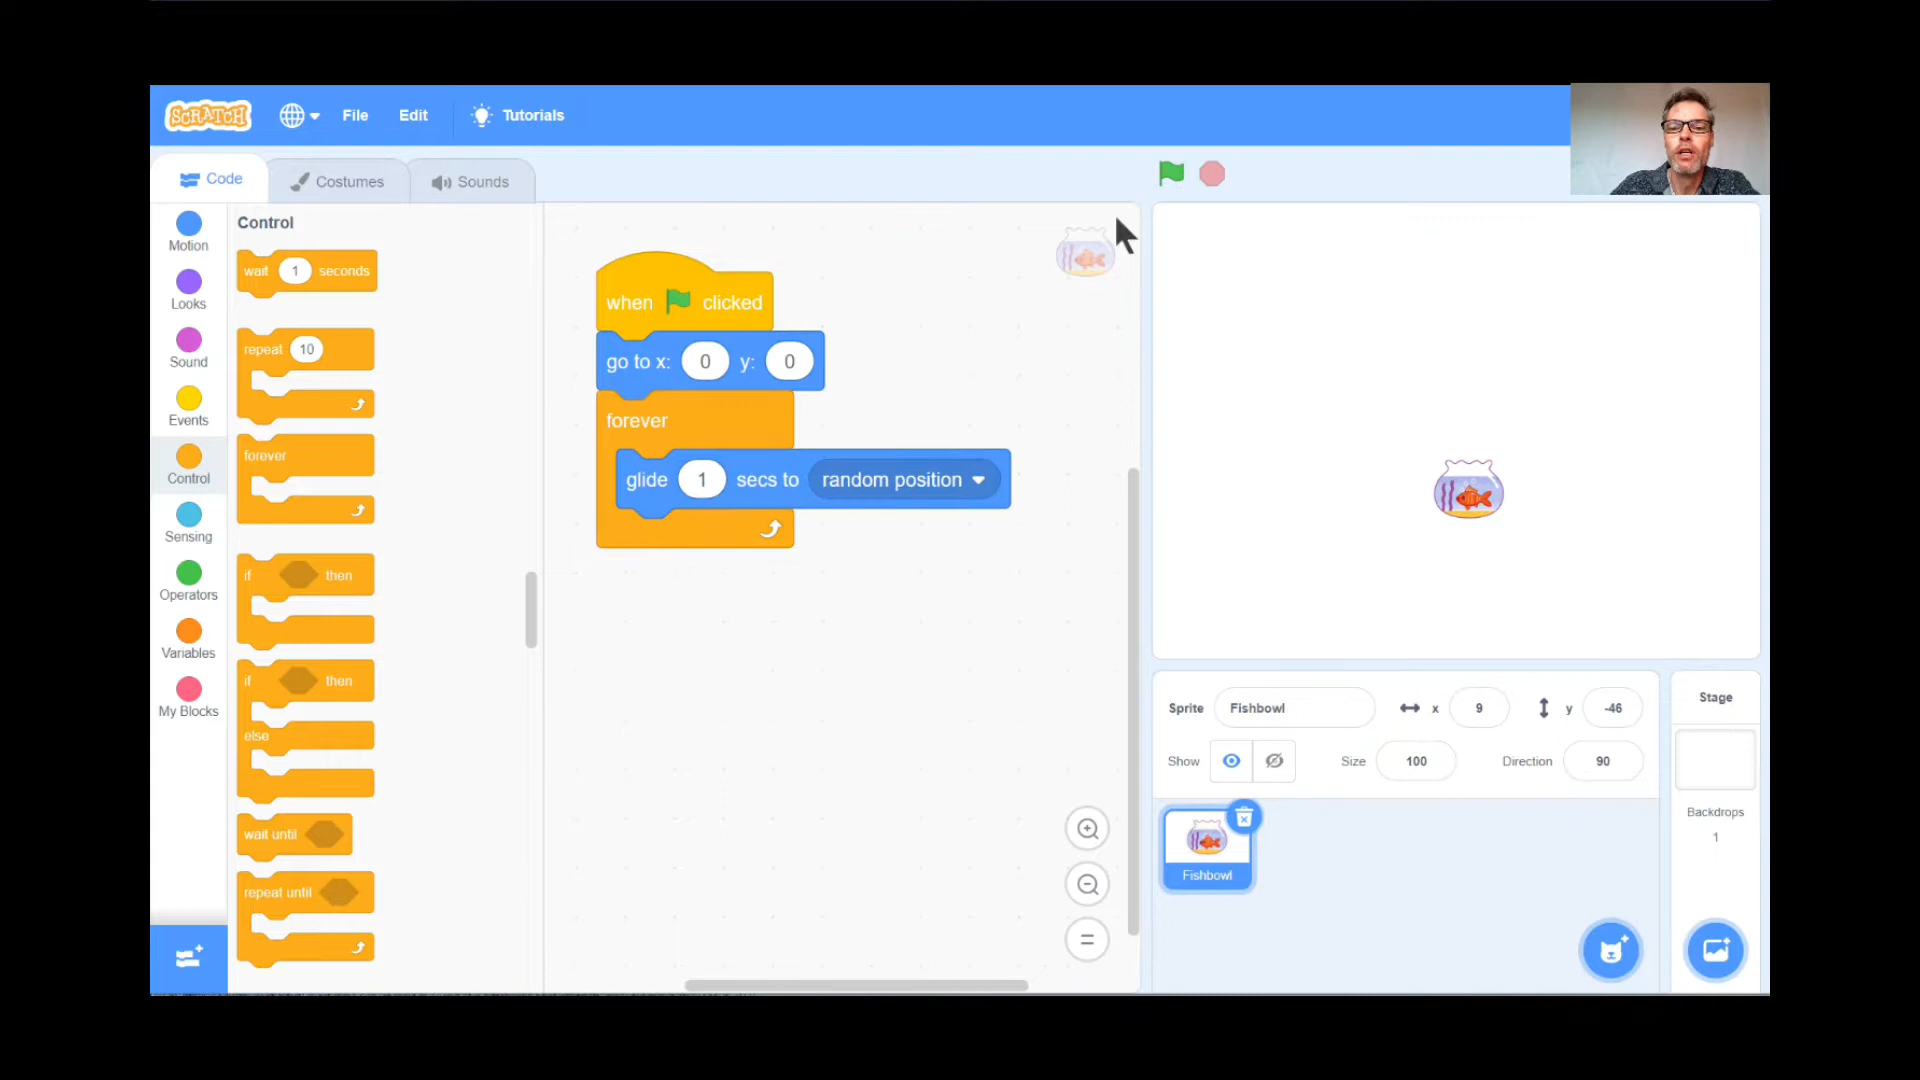 SCRATCH
File
Edit
Tutorials
Code
Costumes
Sounds
Motion
Looks
Sound
Events
Control
Sensing
Operators
Variables
My Blocks
Control
wait 1 seconds
repeat 10
forever
if then
if then
else
wait until
repeat until
when clicked
go to x: 0 y: 0
forever
glide 1 secs to random position
Sprite Fishbowl x 9 y -46
Show Size 100 Direction 90
Fishbowl
Stage
Backdrops
1